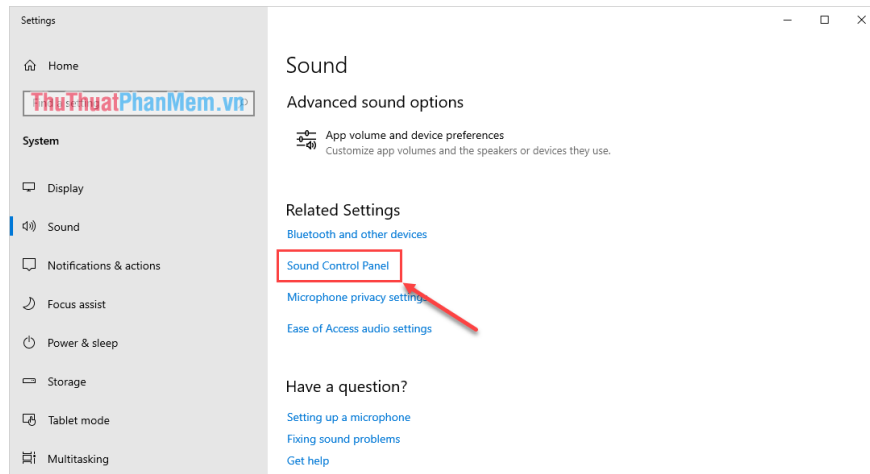 Settings
Home
Find a setting
ThuThuatPhanMem.vn
System
Display
Sound
Notifications & actions
Focus assist
Power & sleep
Storage
Tablet mode
Multitasking
Sound
Advanced sound options
App volume and device preferences
Customize app volumes and the speakers or devices they use.
Related Settings
Bluetooth and other devices
Sound Control Panel
Microphone privacy settings
Ease of Access audio settings
Have a question?
Setting up a microphone
Fixing sound problems
Get help